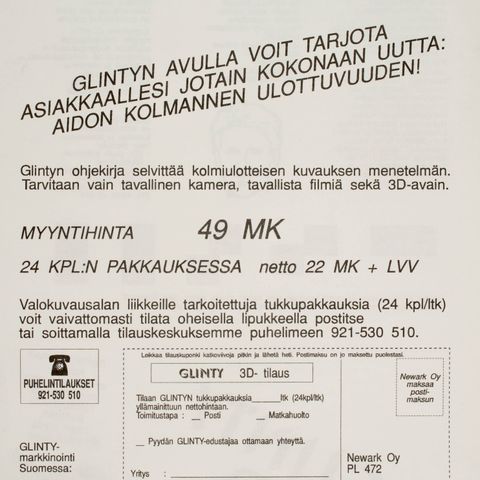 GLINTYN AVULLA VOIT TARJOTA
ASIAKKAALLESI JOTAIN KOKONAAN UUTTA:
AIDON KOLMANNEN ULOTTUVUUDEN!
Glintyn ohjekirja selvittää kolmiulotteisen kuvauksen menetelmän.
Tarvitaan vain tavallinen kamera, tavallista filmiä sekä 3D-avain.
MYYNTIHINTA 49 MK
24 KPL:N PAKKAUKSESSA netto 22 MK + LVV
Valokuvausalan liikkeille tarkoitettuja tukkupakkauksia (24 kpl/ltk)
voit vaivattomasti tilata oheisella lipukkeella postitse
tai soittamalla tilauskeskuksemme puhelimeen 921-530 510.
PUHELINTILAUKSET
921-530 510
GLINTY-
markkinointi
Suomessa:
Leikkaa tilauskuponki katkoviivoja pitkin ja lähetä heti. Postimaksu on jo maksettu puolestasi.
GLINTY 3D- tilaus
Tilaan GLINTYN tukkupakkauksia____ltk (24kpl/ltk)
yllämainittuun nettohintaan.
Toimitustapa : __ Posti __ Matkahuolto
__ Pyydän GLINTY-edustajaa ottamaan yhteyttä.
Yritys :
Newark Oy
maksaa
posti-
maksun
Newark Oy
PL 472